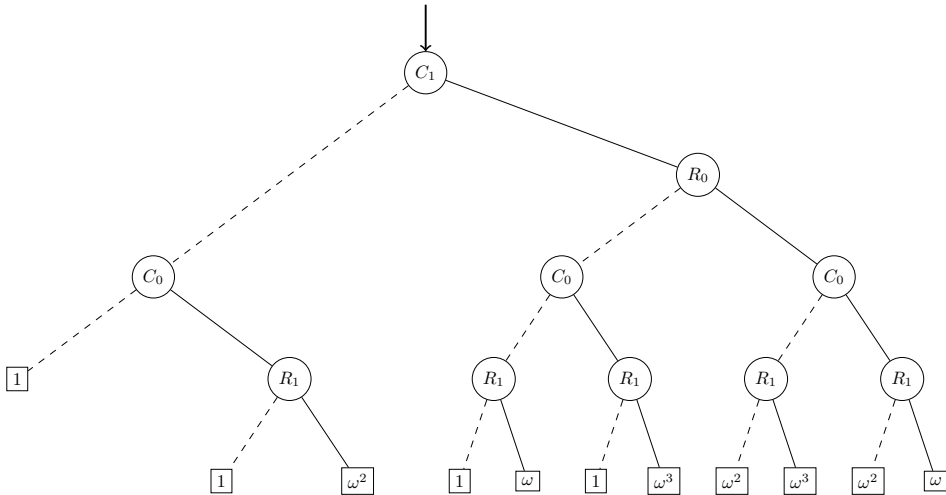 C₁
R₀
C₀ C₀ C₀
1 R₁ R₁ R₁ R₁ R₁
1 ω² 1 ω 1 ω³ ω² ω³ ω² ω